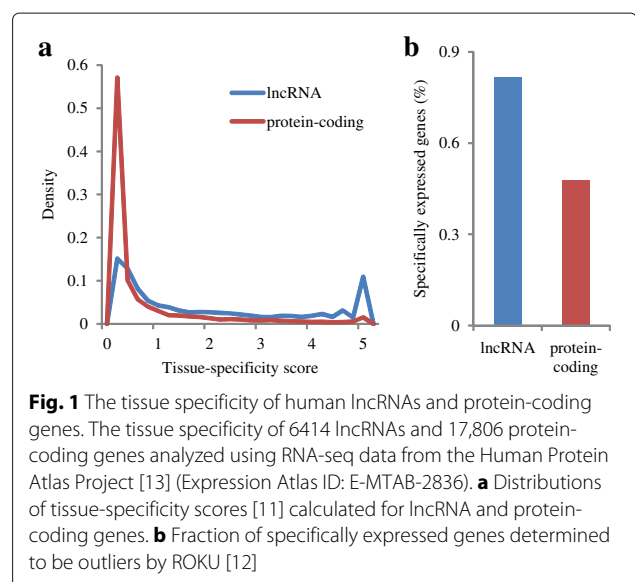 a
0.6
0.5
0.4
0.3
0.2
0.1
0
Density
lncRNA
protein-coding
0 1 2 3 4 5
Tissue-specificity score
b
0.9
0.6
0.3
0
Specifically expressed genes (%)
lncRNA protein-
coding
Fig. 1 The tissue specificity of human lncRNAs and protein-coding
genes. The tissue specificity of 6414 lncRNAs and 17,806 protein-
coding genes analyzed using RNA-seq data from the Human Protein
Atlas Project [13] (Expression Atlas ID: E-MTAB-2836). a Distributions
of tissue-specificity scores [11] calculated for lncRNA and protein-
coding genes. b Fraction of specifically expressed genes determined
to be outliers by ROKU [12]